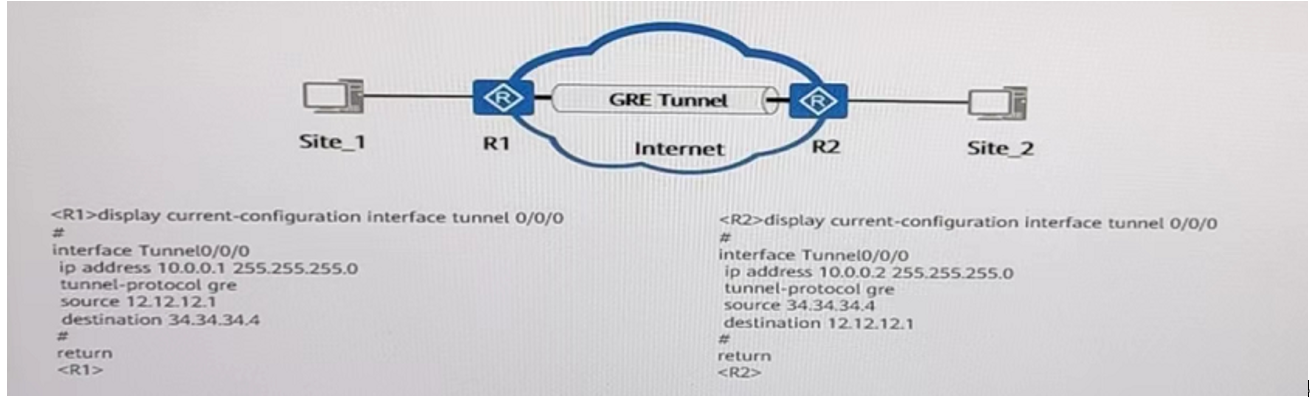 GRE Tunnel
Site_1
R1
Internet
R2
Site_2
<R1>display current-configuration interface tunnel 0/0/0
#
interface Tunnel0/0/0
ip address 10.0.0.1 255.255.255.0
tunnel-protocol gre
source 12.12.12.1
destination 34.34.34.4
#
return
<R1>
<R2>display current-configuration interface tunnel 0/0/0
#
interface Tunnel0/0/0
ip address 10.0.0.2 255.255.255.0
tunnel-protocol gre
source 34.34.34.4
destination 12.12.12.1
#
return
<R2>